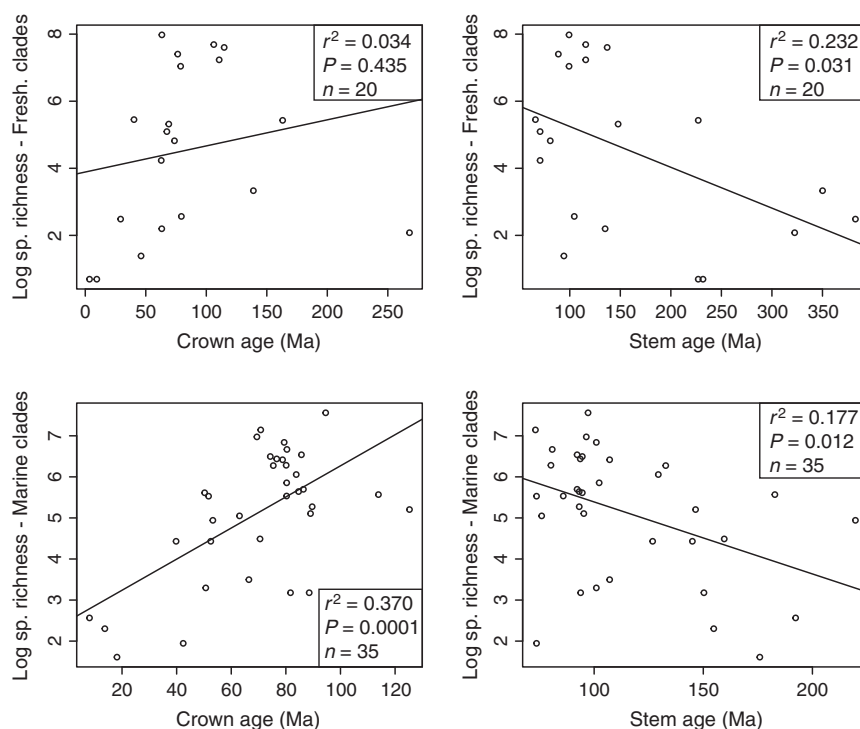 Log sp. richness - Fresh. clades
8
6
4
2
r² = 0.034
P = 0.435
n = 20
0 50 100 150 200 250
Crown age (Ma)
Log sp. richness - Fresh. clades
8
6
4
2
r² = 0.232
P = 0.031
n = 20
100 150 200 250 300 350
Stem age (Ma)
Log sp. richness - Marine clades
7
6
5
4
3
2
r² = 0.370
P = 0.0001
n = 35
20 40 60 80 100 120
Crown age (Ma)
Log sp. richness - Marine clades
7
6
5
4
3
2
r² = 0.177
P = 0.012
n = 35
100 150 200
Stem age (Ma)